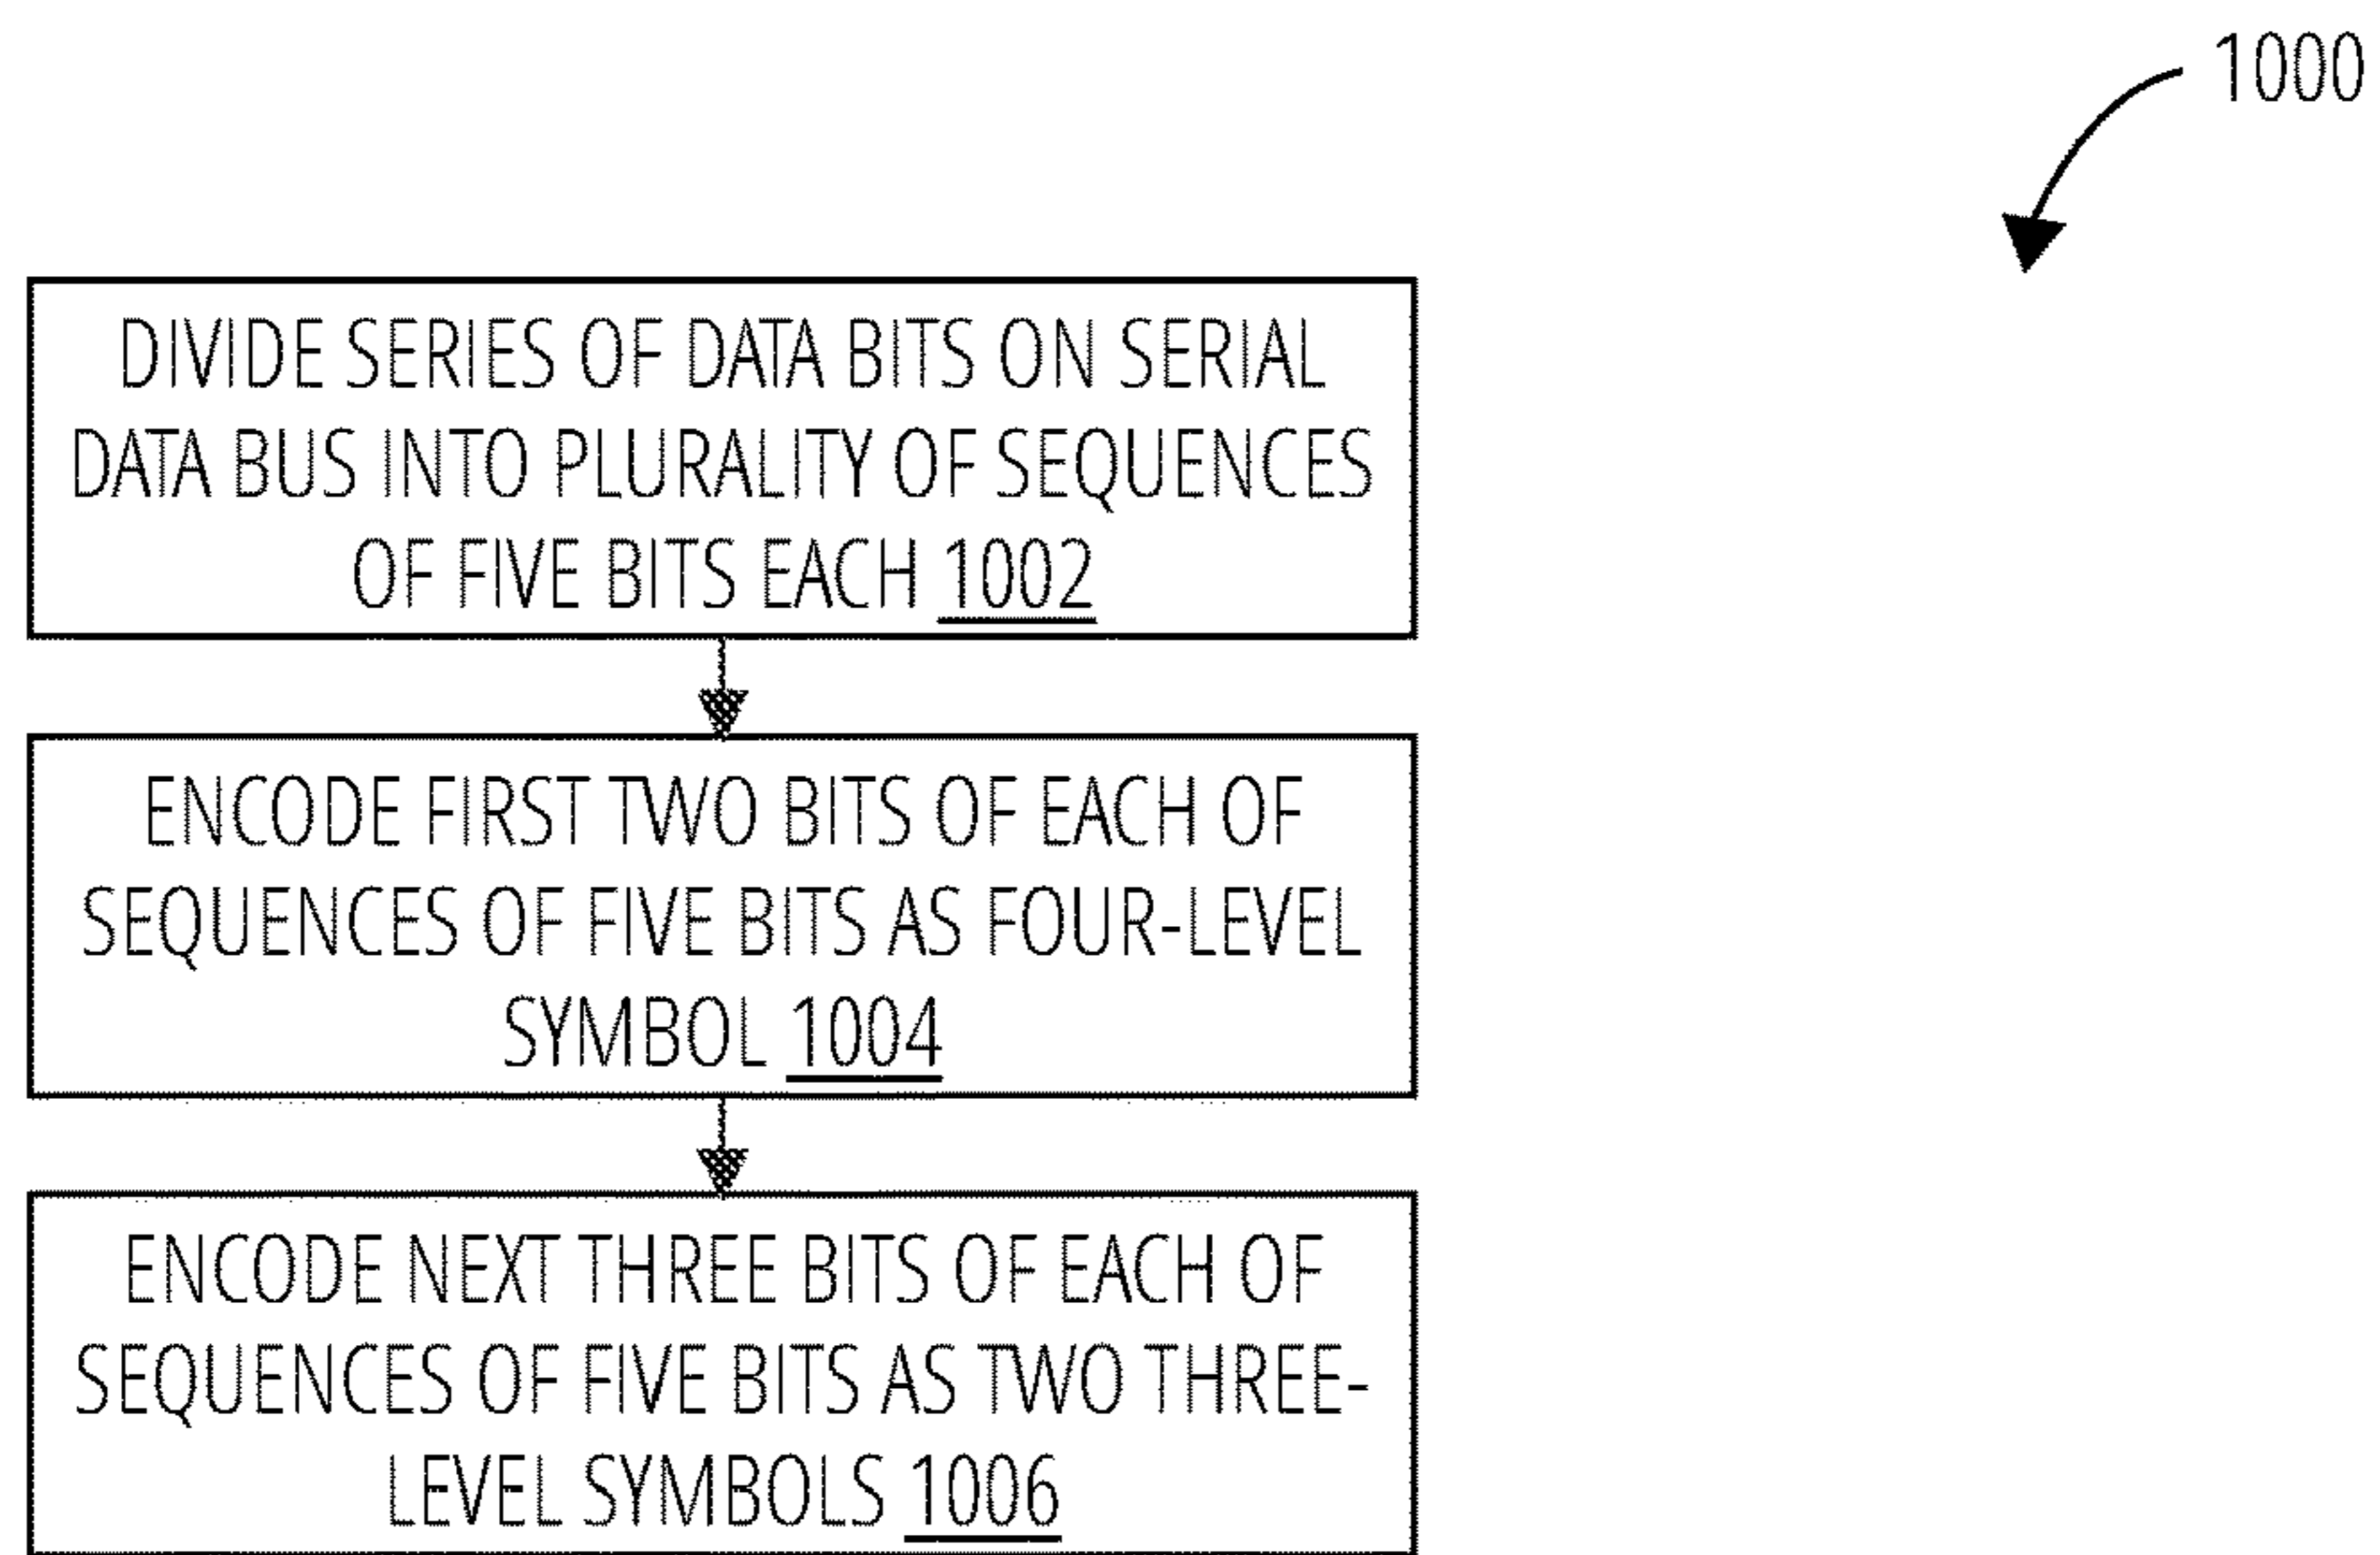 1000
DIVIDE SERIES OF DATA BITS ON SERIAL
DATA BUS INTO PLURALITY OF SEQUENCES
OF FIVE BITS EACH 1002
ENCODE FIRST TWO BITS OF EACH OF
SEQUENCES OF FIVE BITS AS FOUR-LEVEL
SYMBOL 1004
ENCODE NEXT THREE BITS OF EACH OF
SEQUENCES OF FIVE BITS AS TWO THREE-
LEVEL SYMBOLS 1006